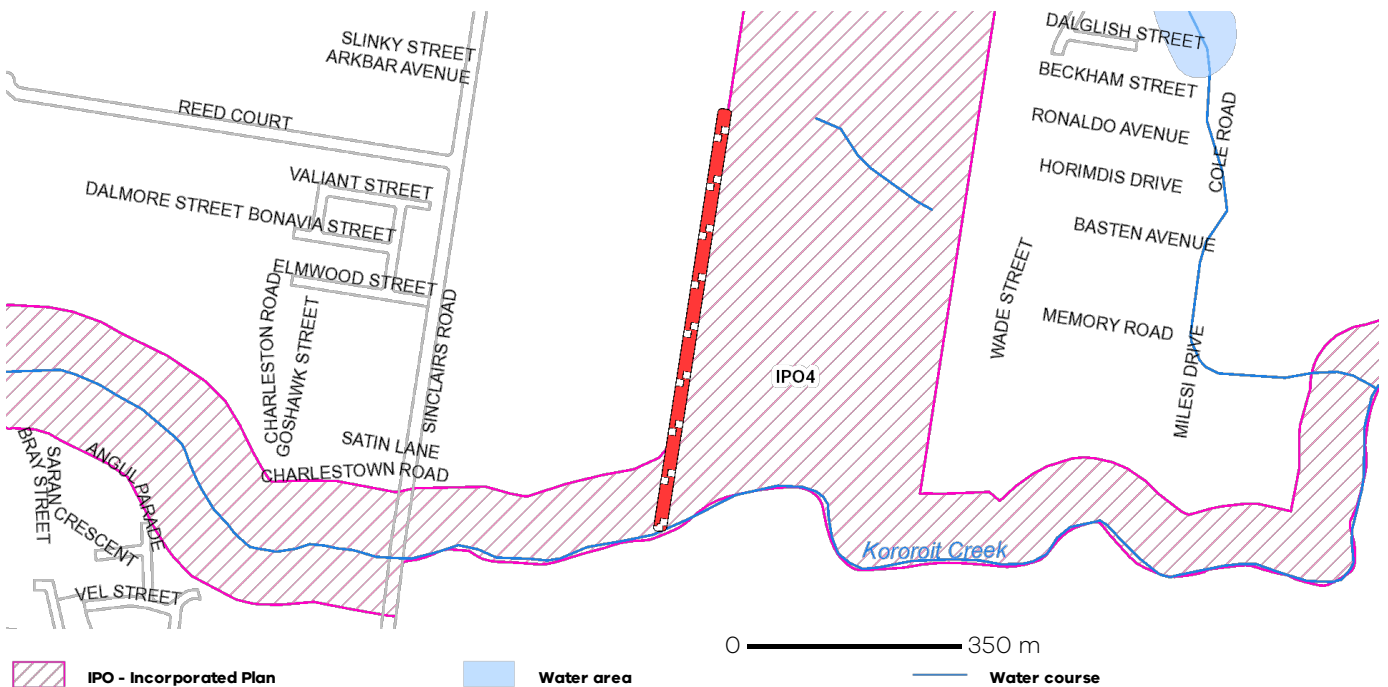 DALGLISH STREET
SLINKY STREET
ARKBAR AVENUE
BECKHAM STREET
REED COURT
RONALDO AVENUE
COLE ROAD
VALIANT STREET
HORIMDIS DRIVE
DALMORE STREET
BONAVIA STREET
BASTEN AVENUE
ELMWOOD STREET
WADE STREET
CHARLESTON ROAD
GOSHAWK STREET
SINCLAIRS ROAD
MEMORY ROAD
MILESI DRIVE
IPO4
SATIN LANE
CHARLESTOWN ROAD
BRAY STREET
SARAN CRESCENT
ANGUL PARADE
Kororoit Creek
VEL STREET
0 350 m
IPO - Incorporated Plan
Water area
Water course